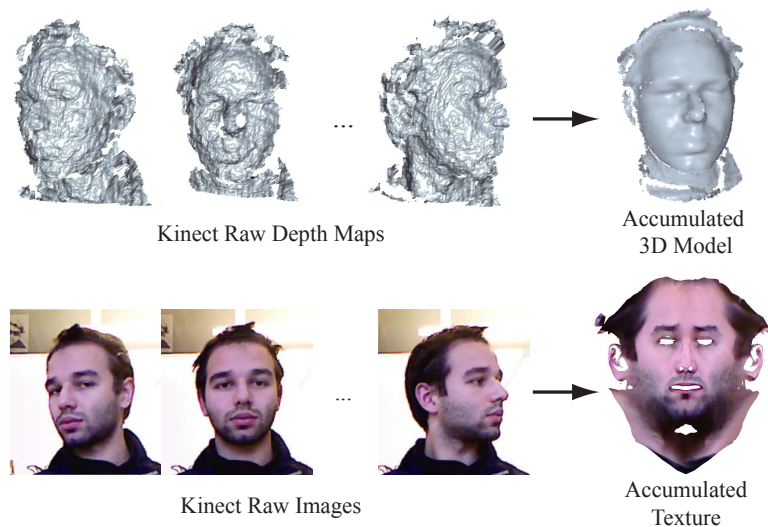 ...
Kinect Raw Depth Maps
Accumulated
3D Model
...
Kinect Raw Images
Accumulated
Texture